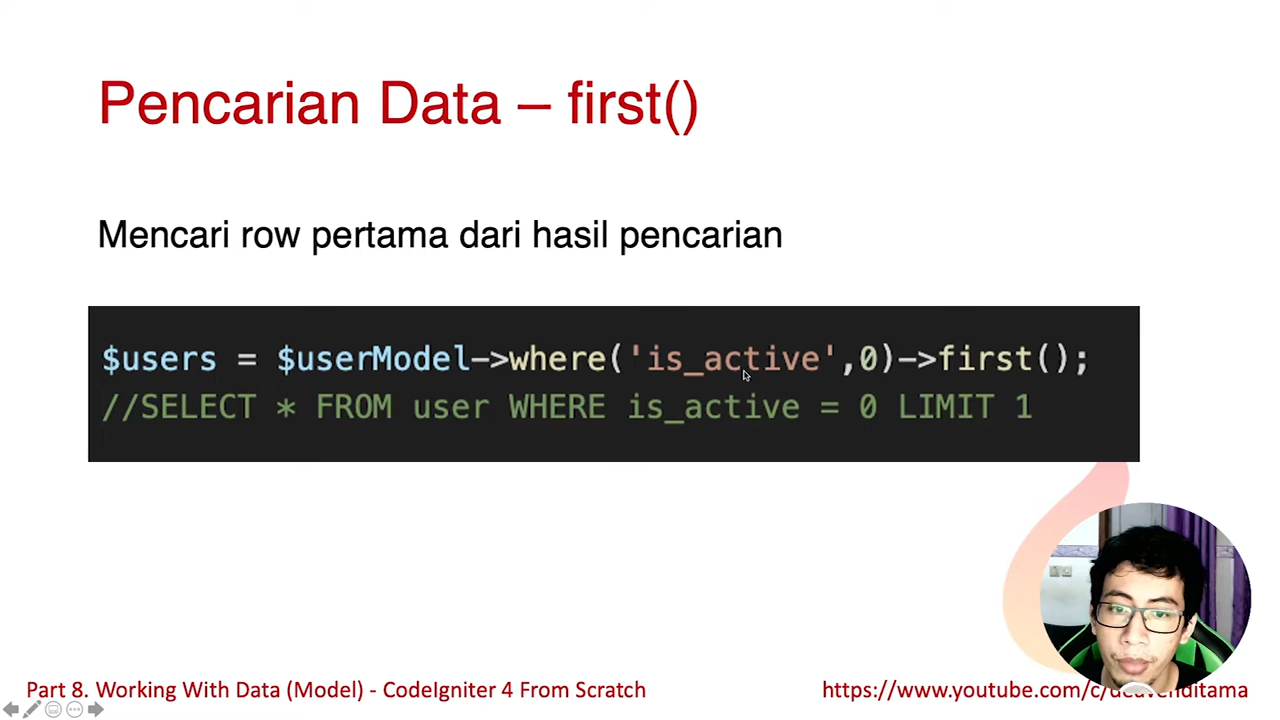 Pencarian Data – first()
Mencari row pertama dari hasil pencarian
$users = $userModel->where('is_active',0)->first();
//SELECT * FROM user WHERE is_active = 0 LIMIT 1
Part 8. Working With Data (Model) - CodeIgniter 4 From Scratch
https://www.youtube.com/c/deavenditama